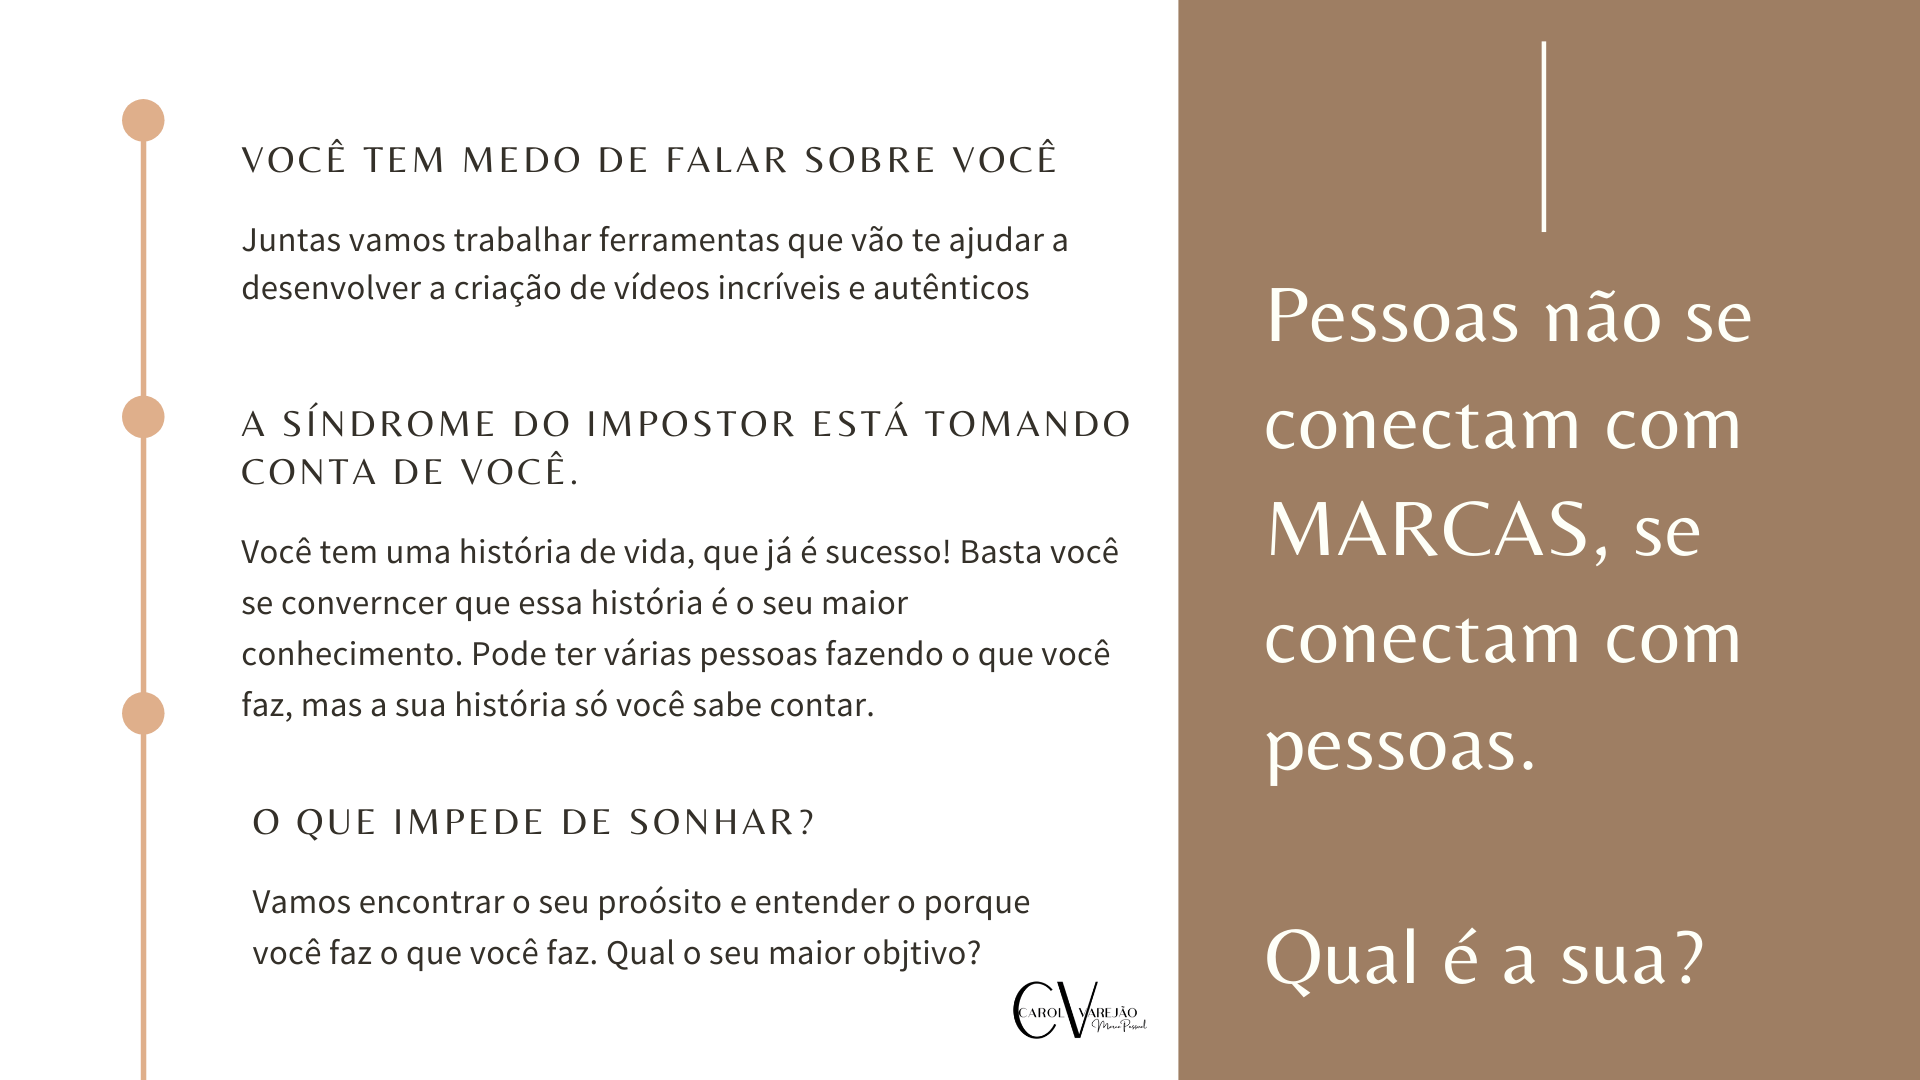 VOCÊ TEM MEDO DE FALAR SOBRE VOCÊ
Juntas vamos trabalhar ferramentas que vão te ajudar a
desenvolver a criação de vídeos incríveis e autênticos
A SÍNDROME DO IMPOSTOR ESTÁ TOMANDO
CONTA DE VOCÊ.
Você tem uma história de vida, que já é sucesso! Basta você
se converncer que essa história é o seu maior
conhecimento. Pode ter várias pessoas fazendo o que você
faz, mas a sua história só você sabe contar.
O QUE IMPEDE DE SONHAR?
Vamos encontrar o seu proósito e entender o porque
você faz o que você faz. Qual o seu maior objtivo?
CV
CAROL VAREJÃO
Marca Pessoal
Pessoas não se
conectam com
MARCAS, se
conectam com
pessoas.
Qual é a sua?